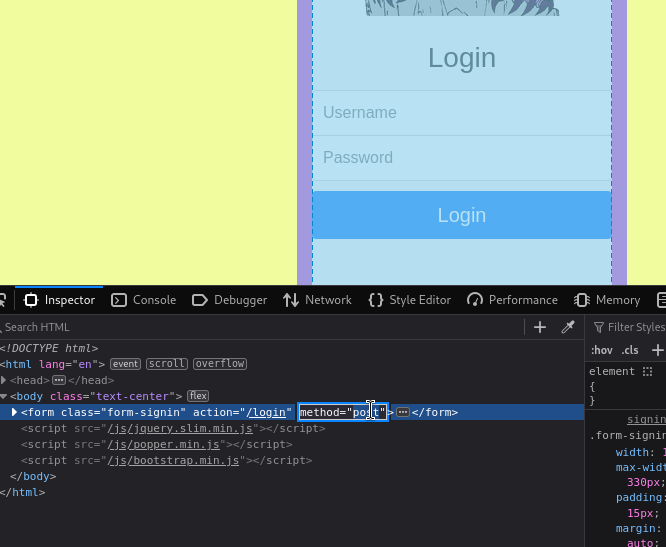 Login
Username
Password
Login
Inspector Console Debugger Network Style Editor Performance Memory
Search HTML
Filter Styles
:hov .cls
<!DOCTYPE html>
<html lang="en"> event scroll overflow
<head> ⋯ </head>
<body class="text-center"> flex
<form class="form-signin" action="/login" method="post"> ⋯ </form>
<script src="/js/jquery.slim.min.js"></script>
<script src="/js/popper.min.js"></script>
<script src="/js/bootstrap.min.js"></script>
</body>
</html>
element
{
}
signin
.form-signin
width: 1
max-wid
330px;
padding:
15px;
margin:
auto;